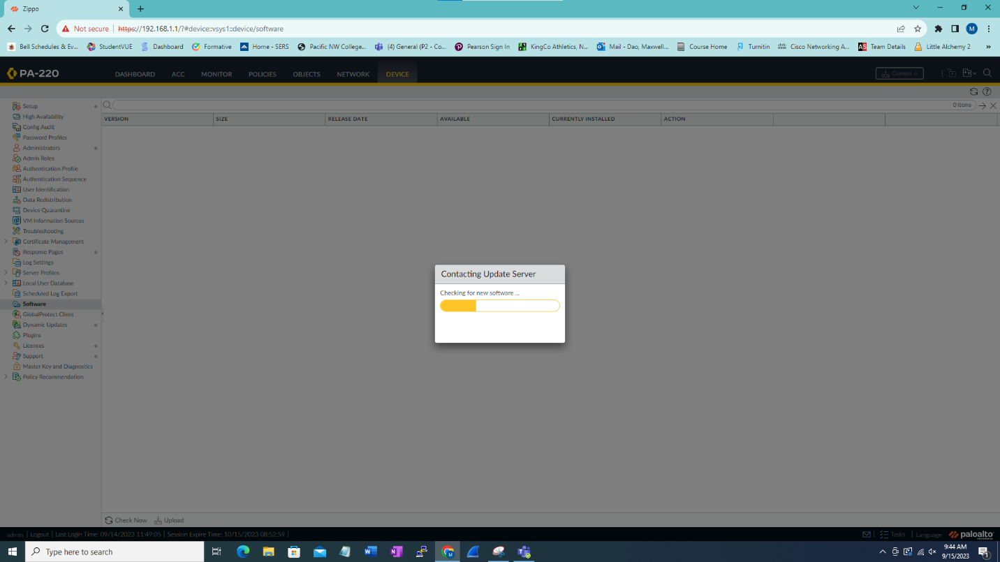 Zippo
Not secure https://192.168.1.1/?#device::vsys1::device/software
M
Bell Schedules & Ev... StudentVUE Dashboard Formative Home - SERS Pacific NW College... (4) General (P2 - Co... Pearson Sign In KingCo Athletics, N... Mail - Dao, Maxwell... Course Home Turnitin Cisco Networking A... AS Team Details Little Alchemy 2 »
PA-220 DASHBOARD ACC MONITOR POLICIES OBJECTS NETWORK DEVICE Commit
0 items
VERSION SIZE RELEASE DATE AVAILABLE CURRENTLY INSTALLED ACTION
Setup
High Availability
Config Audit
Password Profiles
Administrators
Admin Roles
Authentication Profile
Authentication Sequence
User Identification
Data Redistribution
Device Quarantine
VM Information Sources
Troubleshooting
Certificate Management
Response Pages
Log Settings
Server Profiles
Local User Database
Scheduled Log Export
Software
GlobalProtect Client
Dynamic Updates
Plugins
Licenses
Support
Master Key and Diagnostics
Policy Recommendation
Contacting Update Server
Checking for new software ...
Check Now Upload
admin | Logout | Last Login Time: 09/14/2023 11:49:05 | Session Expire Time: 10/15/2023 08:52:59 | Tasks | Language paloalto
NETWORKS
Type here to search
9:44 AM
9/15/2023
1